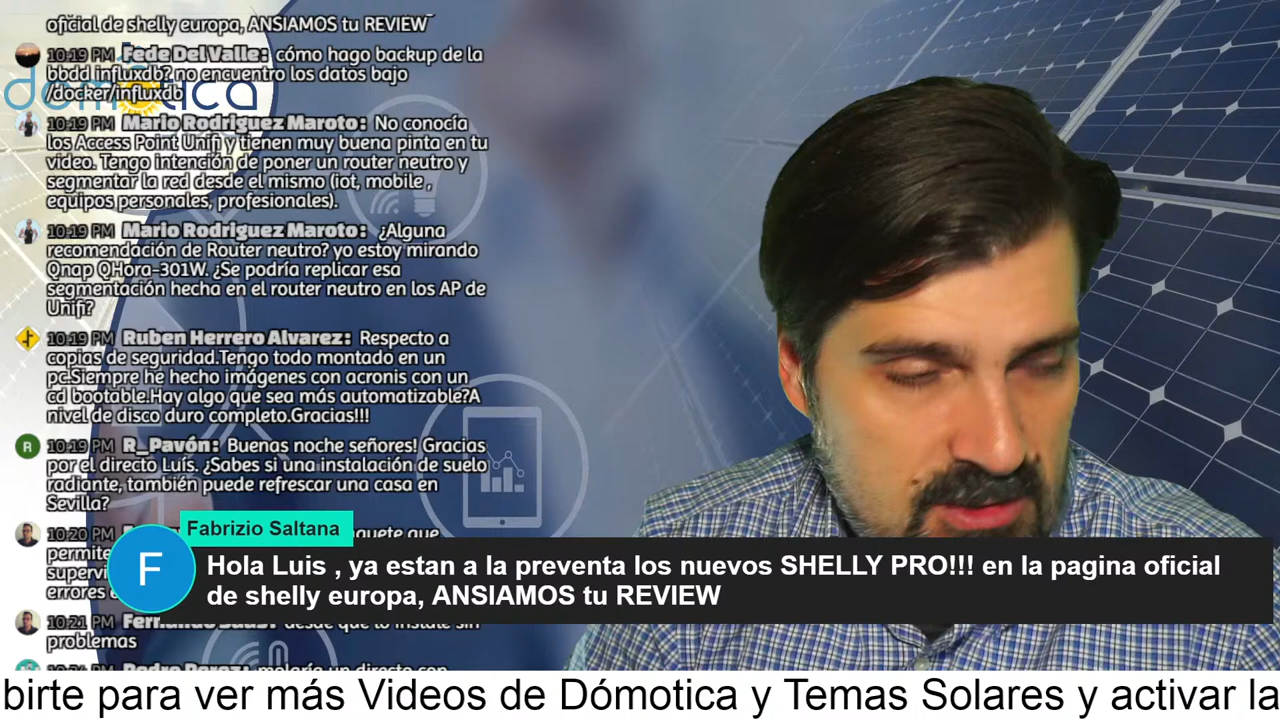 oficial de shelly europa, ANSIAMOS tu REVIEW
10:19 PM Fede Del Valle: cómo hago backup de la
bbdd influxdb? no encuentro los datos bajo
/docker/influxdb
10:19 PM Mario Rodriguez Maroto: No conocía
los Access Point Unifi y tienen muy buena pinta en tu
video. Tengo intención de poner un router neutro y
segmentar la red desde el mismo (iot, mobile ,
equipos personales, profesionales).
10:19 PM Mario Rodriguez Maroto: ¿Alguna
recomendación de Router neutro? yo estoy mirando
Qnap QHora-301W. ¿Se podría replicar esa
segmentación hecha en el router neutro en los AP de
Unifi?
10:19 PM Ruben Herrero Alvarez: Respecto a
copias de seguridad.Tengo todo montado en un
pc.Siempre he hecho imágenes con acronis con un
cd bootable.Hay algo que sea más automatizable?A
nivel de disco duro completo.Gracias!!!
R
10:19 PM R_Pavón: Buenas noche señores! Gracias
por el directo Luís. ¿Sabes si una instalación de suelo
radiante, también puede refrescar una casa en
Sevilla?
10:20 PM
permite
errores
Fabrizio Saltana
F
Hola Luis , ya estan a la preventa los nuevos SHELLY PRO!!! en la pagina oficial
de shelly europa, ANSIAMOS tu REVIEW
10:21 PM
problemas
birte para ver más Videos de Dómotica y Temas Solares y activar la